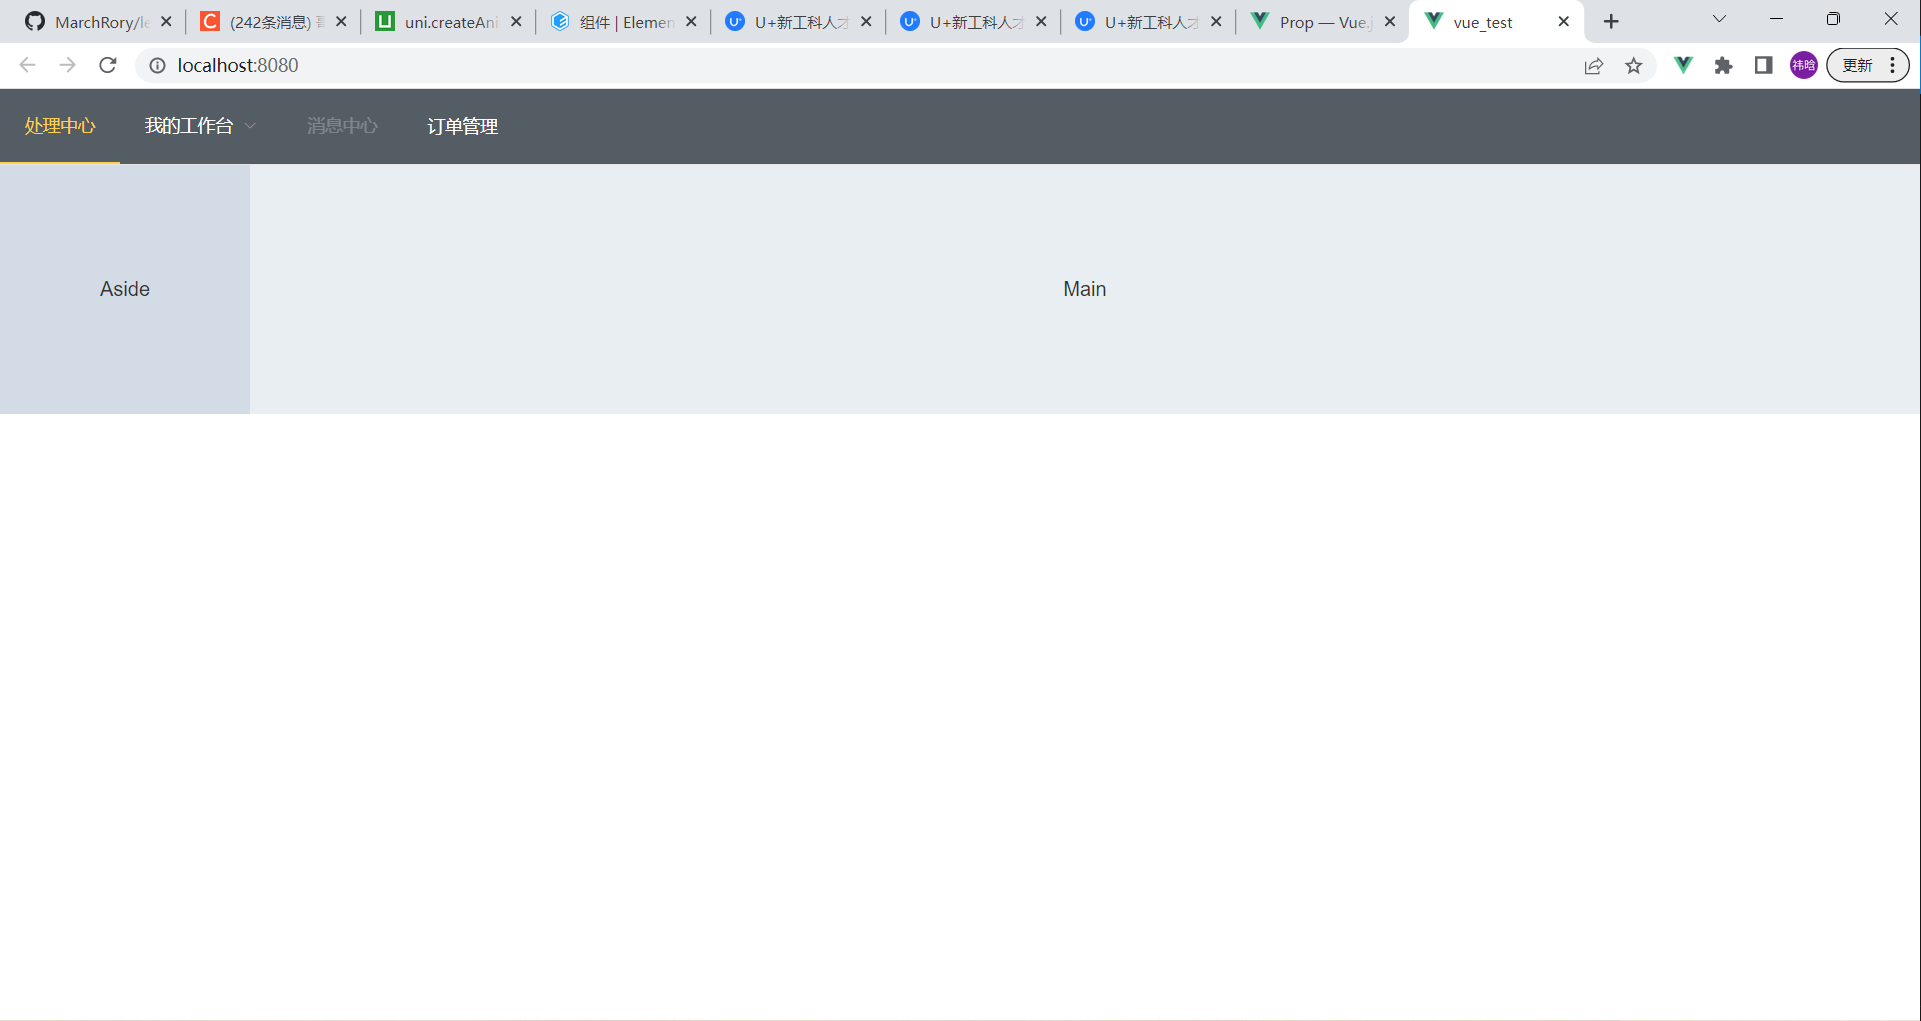 MarchRory/le
(242条消息)
uni.createAni
组件 | Elemen
U+新工科人才
U+新工科人才
U+新工科人才
Prop — Vue.j
vue_test
localhost:8080
祎晗
更新
处理中心 我的工作台 消息中心 订单管理
Aside
Main